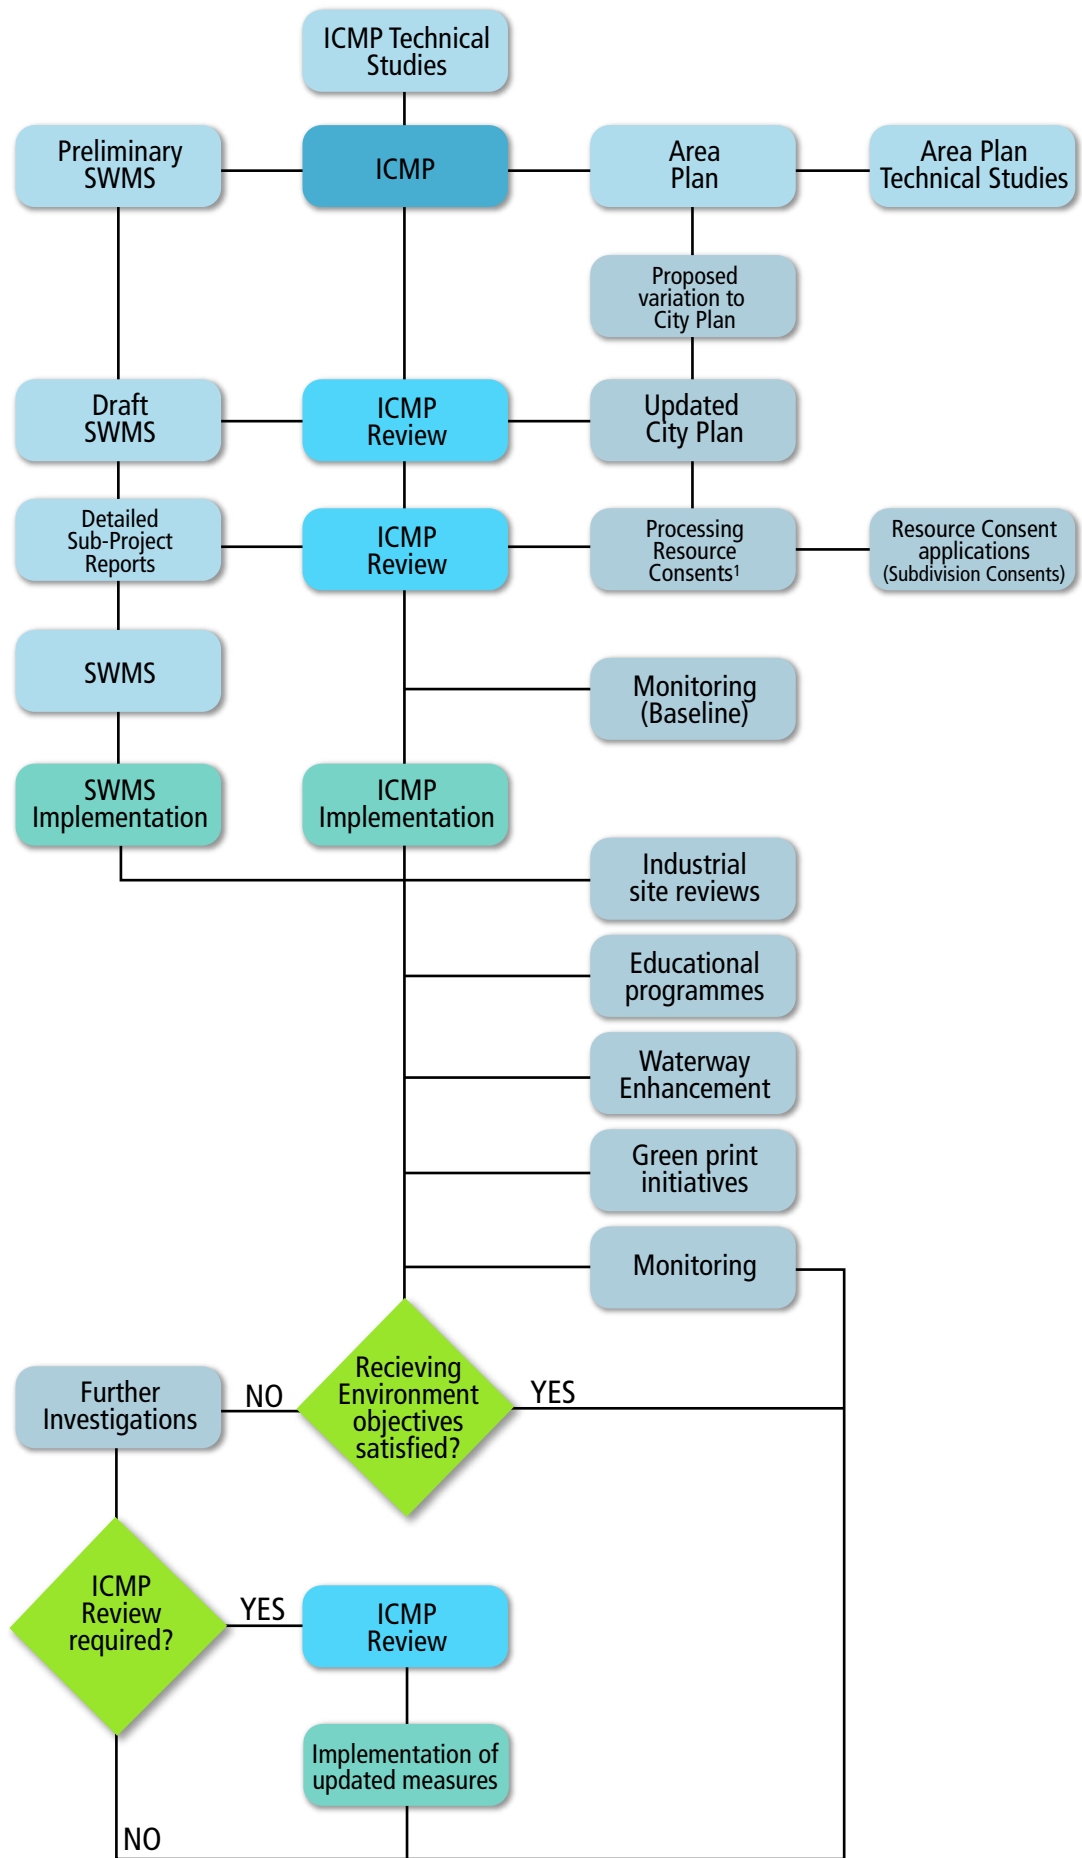 ICMP Technical
Studies
Preliminary
SWMS
ICMP
Area
Plan
Area Plan
Technical Studies
Proposed
variation to
City Plan
Draft
SWMS
ICMP
Review
Updated
City Plan
Detailed
Sub-Project
Reports
ICMP
Review
Processing
Resource
Consents¹
Resource Consent
applications
(Subdivision Consents)
SWMS
Monitoring
(Baseline)
SWMS
Implementation
ICMP
Implementation
Industrial
site reviews
Educational
programmes
Waterway
Enhancement
Green print
initiatives
Monitoring
Further
Investigations
NO
Recieving
Environment
objectives
satisfied?
YES
ICMP
Review
required?
YES
ICMP
Review
Implementation of
updated measures
NO